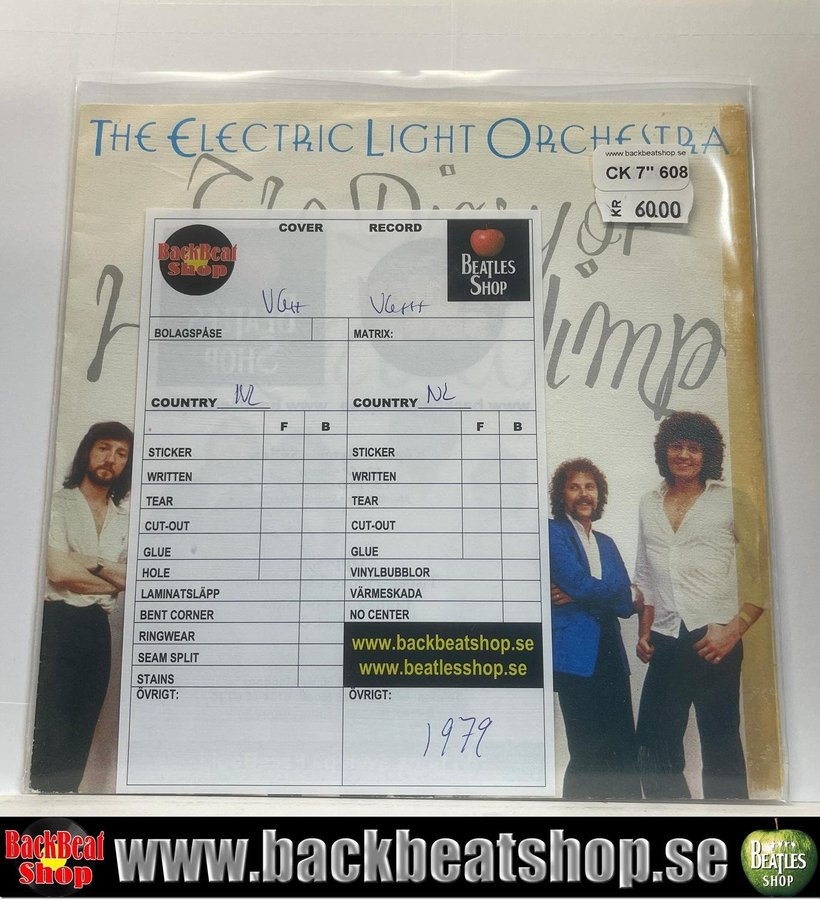 THE ELECTRIC LIGHT ORCHESTRA
www.backbeatshop.se
CK 7" 608
KR 60.00
The Diary of
BackBeat
Shop
COVER RECORD
BEATLES
SHOP
VG++ VG+++
BOLAGSPÅSE MATRIX:
COUNTRY NL COUNTRY NL
F B F B
STICKER STICKER
WRITTEN WRITTEN
TEAR TEAR
CUT-OUT CUT-OUT
GLUE GLUE
HOLE VINYLBUBBLOR
LAMINATSLÄPP VÄRMESKADA
BENT CORNER NO CENTER
RINGWEAR
SEAM SPLIT
STAINS
www.backbeatshop.se
www.beatlesshop.se
ÖVRIGT: ÖVRIGT:
1979
BackBeat
Shop
www.backbeatshop.se
BEATLES
SHOP